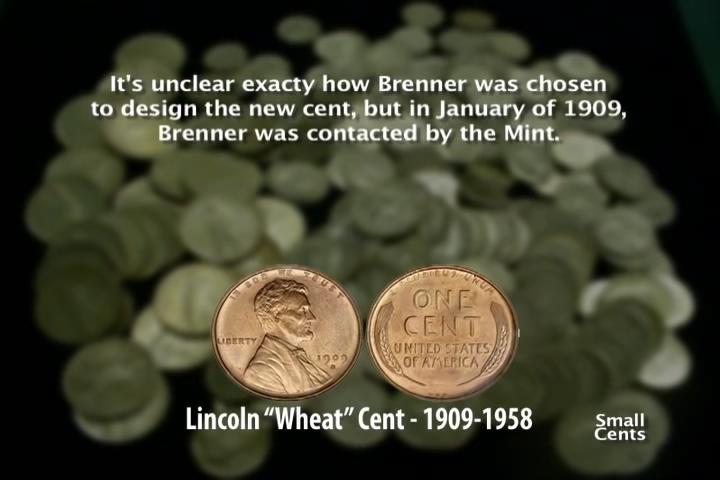 It's unclear exacty how Brenner was chosen
to design the new cent, but in January of 1909,
Brenner was contacted by the Mint.
IN GOD WE TRUST
LIBERTY
1909
E PLURIBUS UNUM
ONE
CENT
UNITED STATES
OF AMERICA
Lincoln “Wheat” Cent - 1909-1958
Small
Cents